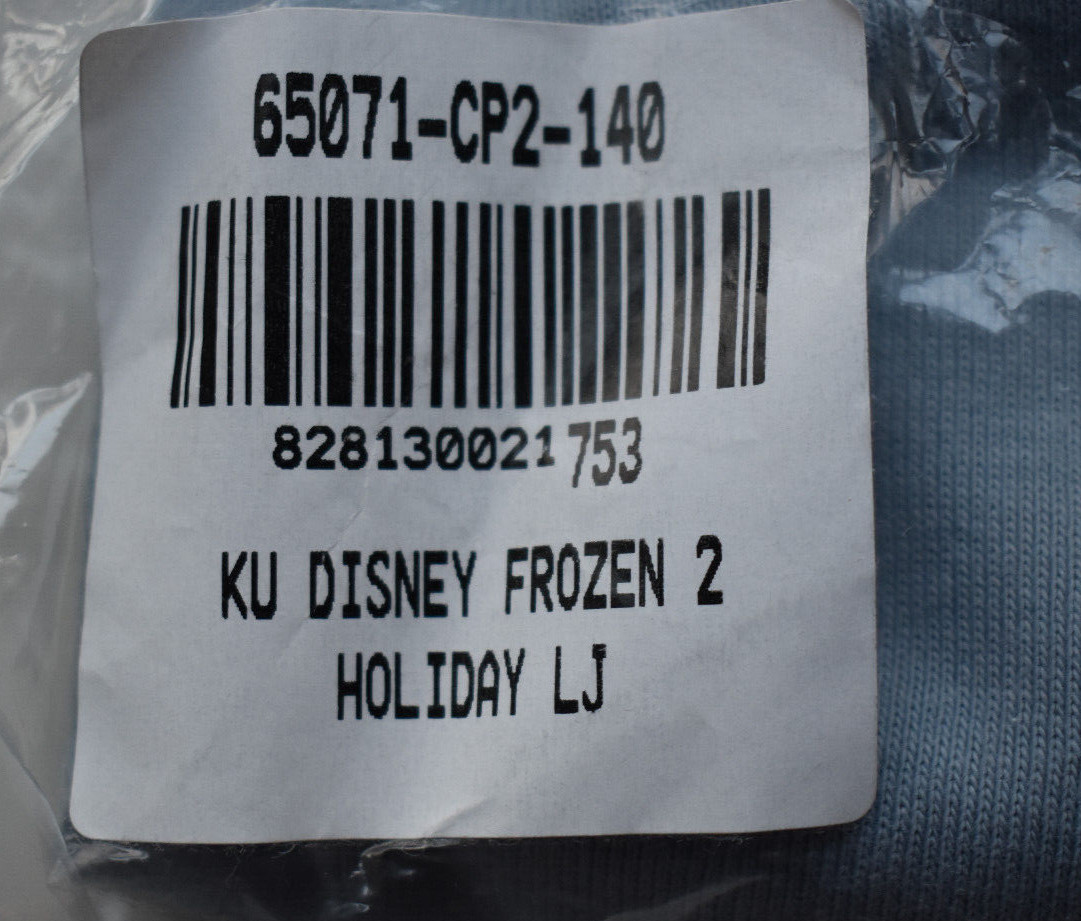 65071-CP2-140
828130021753
KU DISNEY FROZEN 2
HOLIDAY LJ